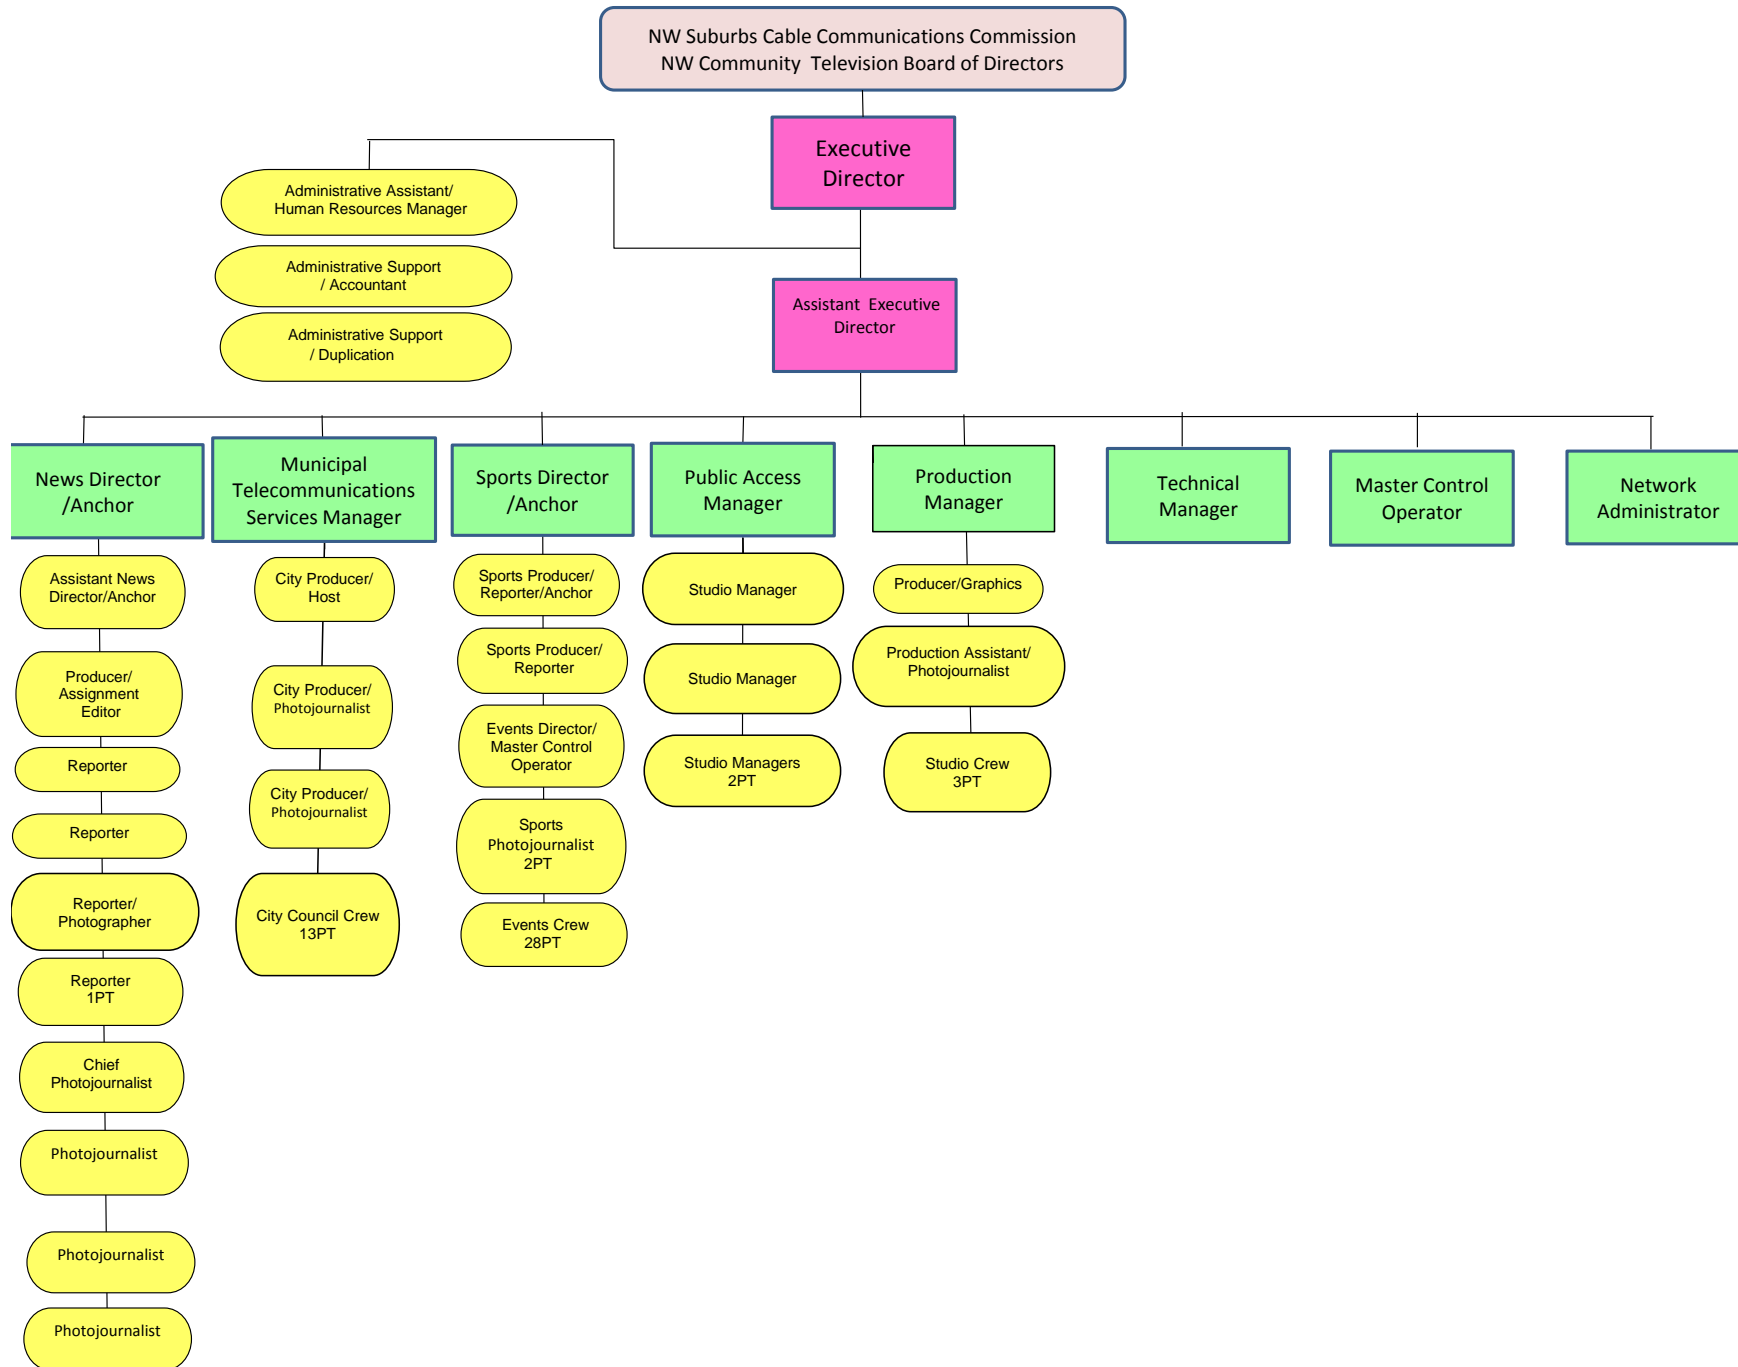 NW Suburbs Cable Communications Commission
NW Community Television Board of Directors
Executive
Director
Administrative Assistant/
Human Resources Manager
Administrative Support
/ Accountant
Administrative Support
/ Duplication
Assistant Executive
Director
News Director
/Anchor
Municipal
Telecommunications
Services Manager
Sports Director
/Anchor
Public Access
Manager
Production
Manager
Technical
Manager
Master Control
Operator
Network
Administrator
Assistant News
Director/Anchor
Producer/
Assignment
Editor
Reporter
Reporter
Reporter/
Photographer
Reporter
1PT
Chief
Photojournalist
Photojournalist
Photojournalist
Photojournalist
City Producer/
Host
City Producer/
Photojournalist
City Producer/
Photojournalist
City Council Crew
13PT
Sports Producer/
Reporter/Anchor
Sports Producer/
Reporter
Events Director/
Master Control
Operator
Sports
Photojournalist
2PT
Events Crew
28PT
Studio Manager
Studio Manager
Studio Managers
2PT
Producer/Graphics
Production Assistant/
Photojournalist
Studio Crew
3PT